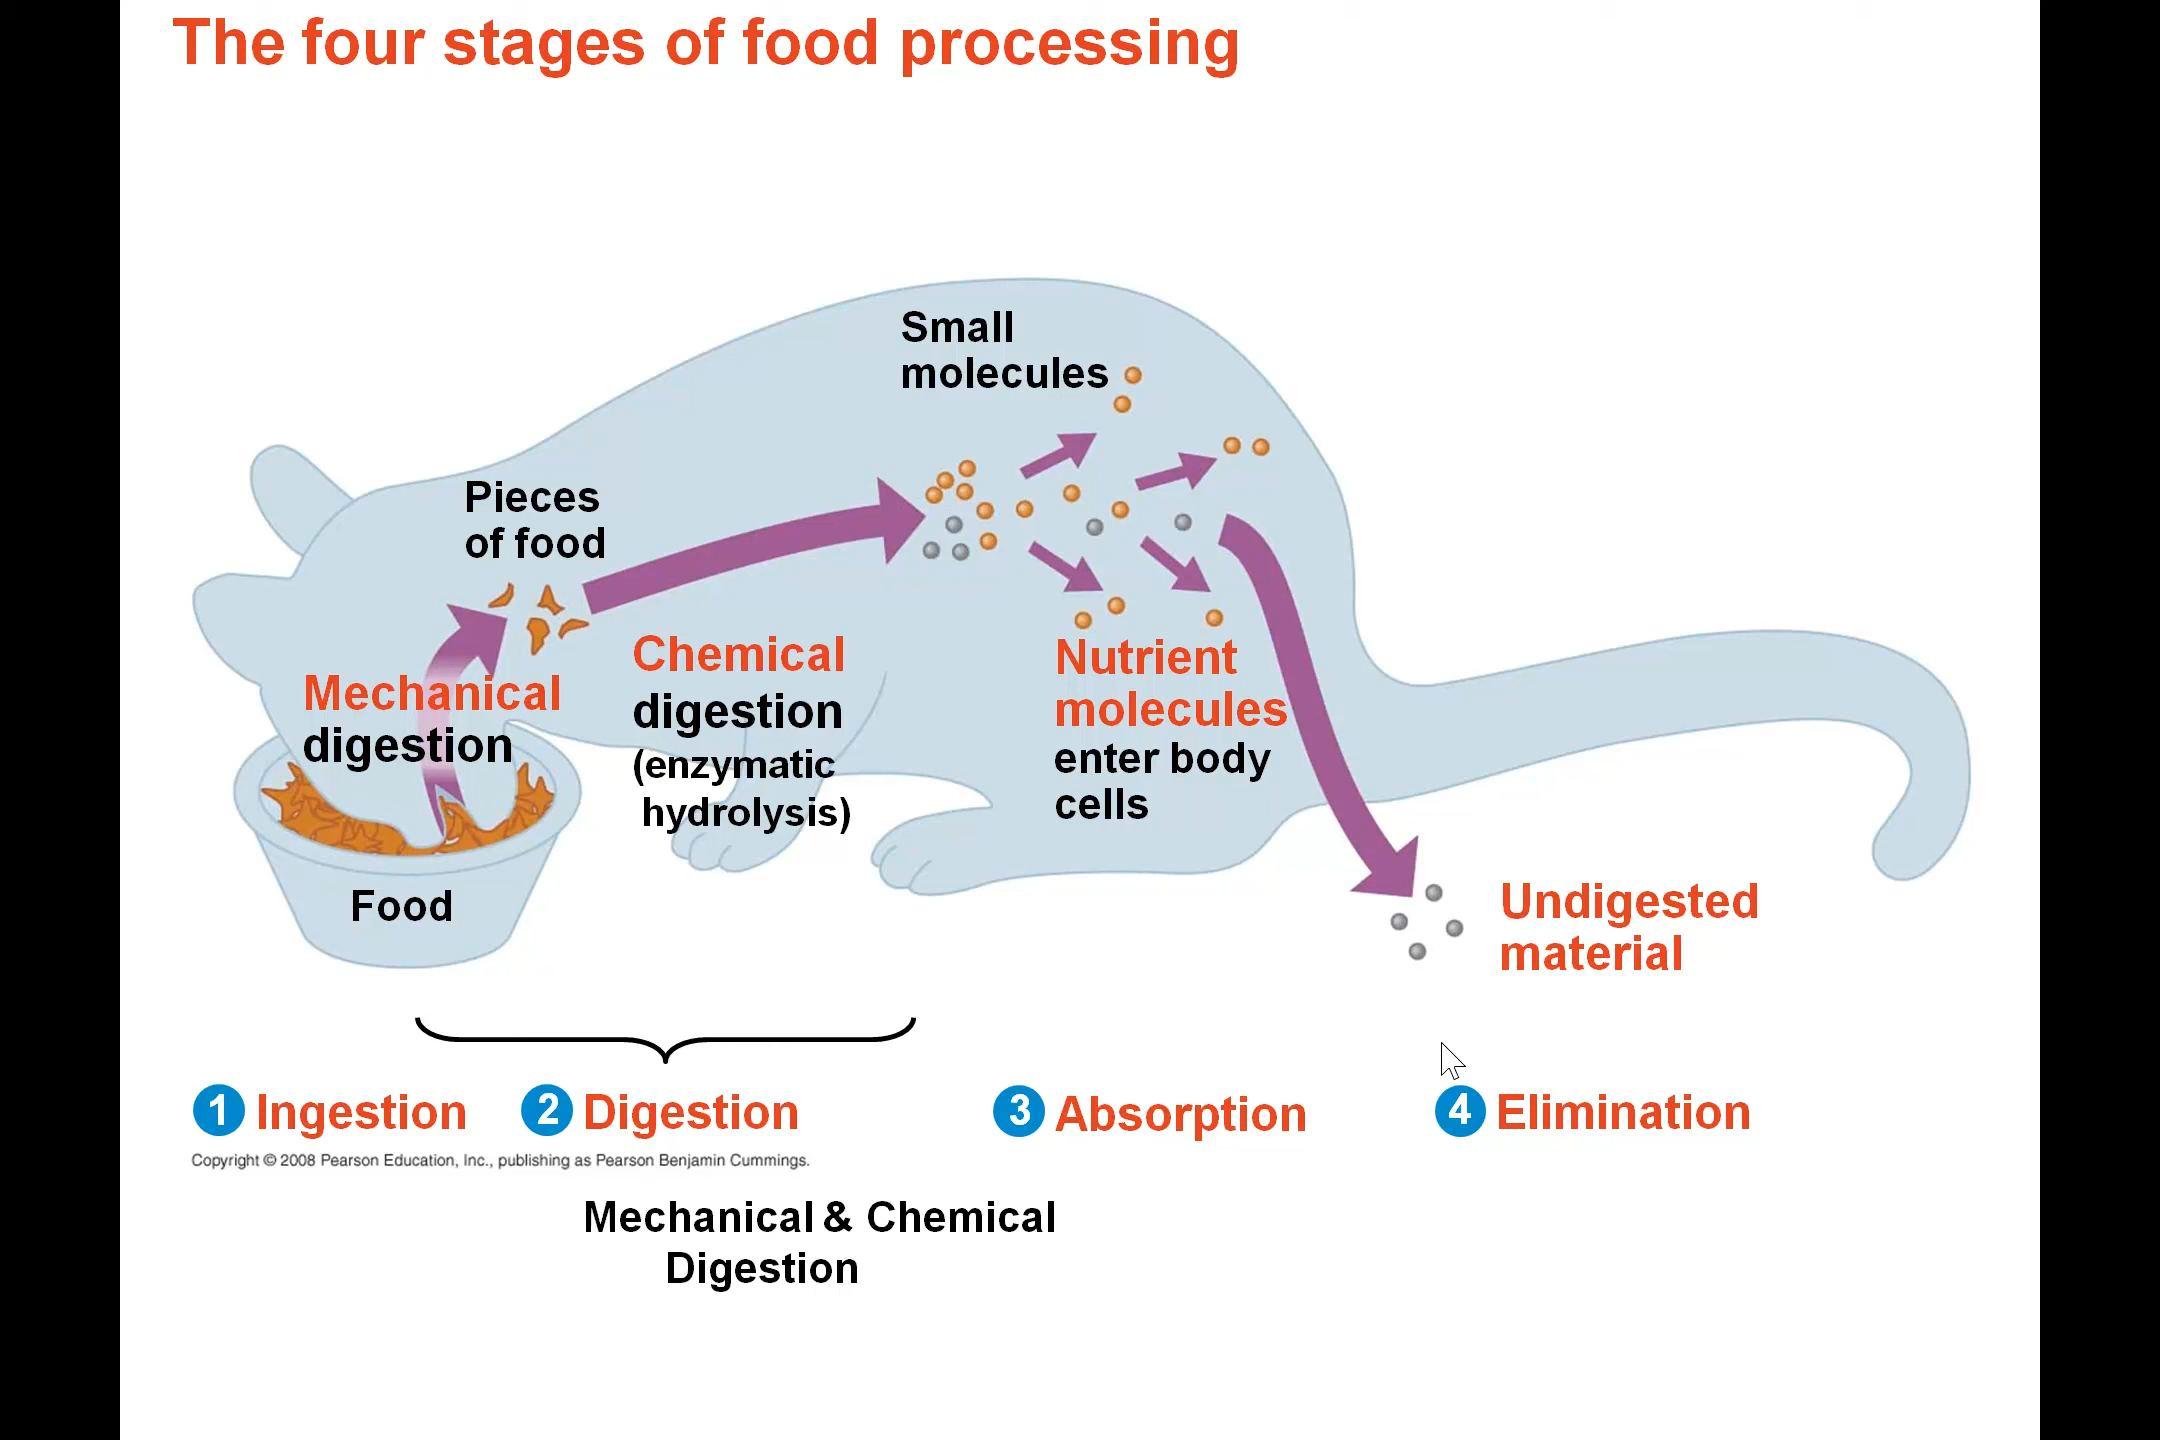 The four stages of food processing
Small
molecules
Pieces
of food
Mechanical
digestion
Chemical
digestion
(enzymatic
hydrolysis)
Nutrient
molecules
enter body
cells
Food
Undigested
material
1 Ingestion
2 Digestion
3 Absorption
4 Elimination
Copyright © 2008 Pearson Education, Inc., publishing as Pearson Benjamin Cummings.
Mechanical & Chemical
Digestion